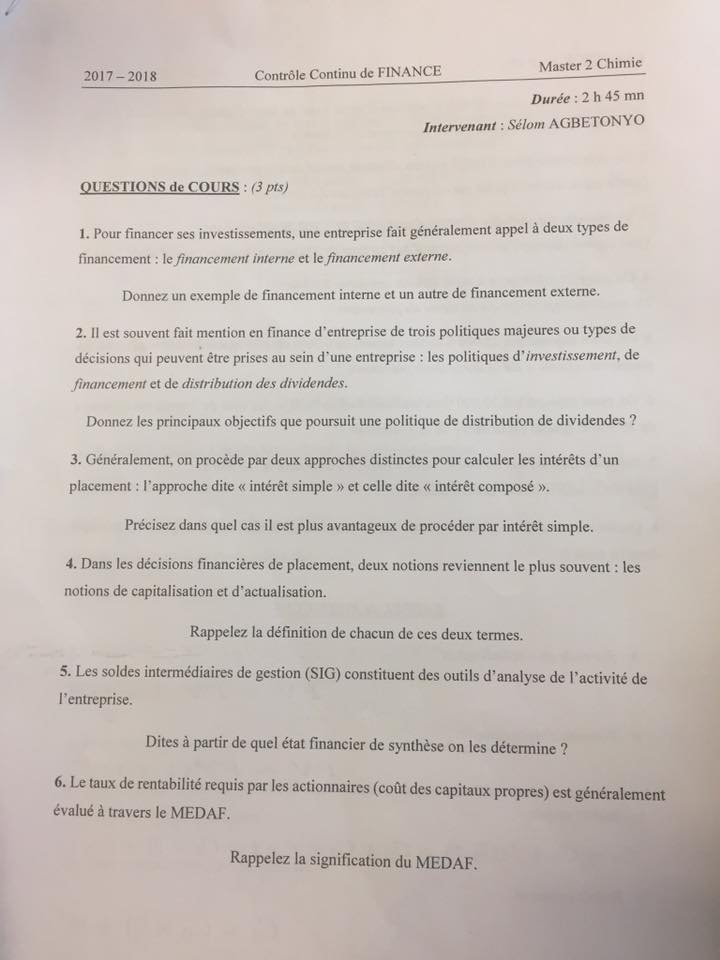 2017 – 2018 Contrôle Continu de FINANCE Master 2 Chimie
Durée : 2 h 45 mn
Intervenant : Sélom AGBETONYO
QUESTIONS de COURS : (3 pts)
1. Pour financer ses investissements, une entreprise fait généralement appel à deux types de
financement : le financement interne et le financement externe.
Donnez un exemple de financement interne et un autre de financement externe.
2. Il est souvent fait mention en finance d’entreprise de trois politiques majeures ou types de
décisions qui peuvent être prises au sein d’une entreprise : les politiques d’investissement, de
financement et de distribution des dividendes.
Donnez les principaux objectifs que poursuit une politique de distribution de dividendes ?
3. Généralement, on procède par deux approches distinctes pour calculer les intérêts d’un
placement : l’approche dite « intérêt simple » et celle dite « intérêt composé ».
Précisez dans quel cas il est plus avantageux de procéder par intérêt simple.
4. Dans les décisions financières de placement, deux notions reviennent le plus souvent : les
notions de capitalisation et d’actualisation.
Rappelez la définition de chacun de ces deux termes.
5. Les soldes intermédiaires de gestion (SIG) constituent des outils d’analyse de l’activité de
l’entreprise.
Dites à partir de quel état financier de synthèse on les détermine ?
6. Le taux de rentabilité requis par les actionnaires (coût des capitaux propres) est généralement
évalué à travers le MEDAF.
Rappelez la signification du MEDAF.